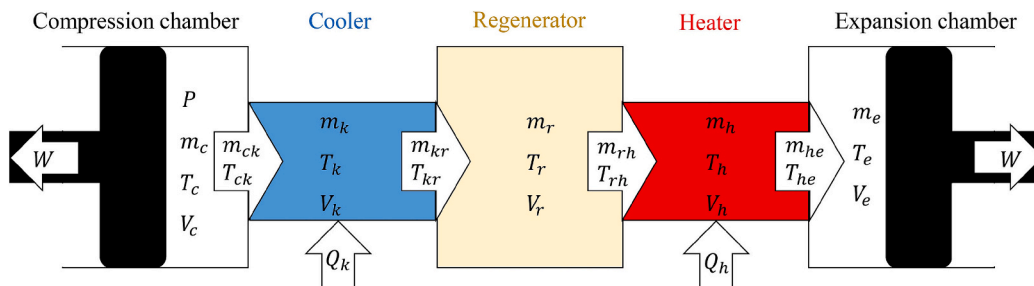 Compression chamber
Cooler
Regenerator
Heater
Expansion chamber
W
P
m_c
T_c
V_c
m_ck
T_ck
m_k
T_k
V_k
Q_k
m_kr
T_kr
m_r
T_r
V_r
m_rh
T_rh
m_h
T_h
V_h
Q_h
m_he
T_he
m_e
T_e
V_e
W